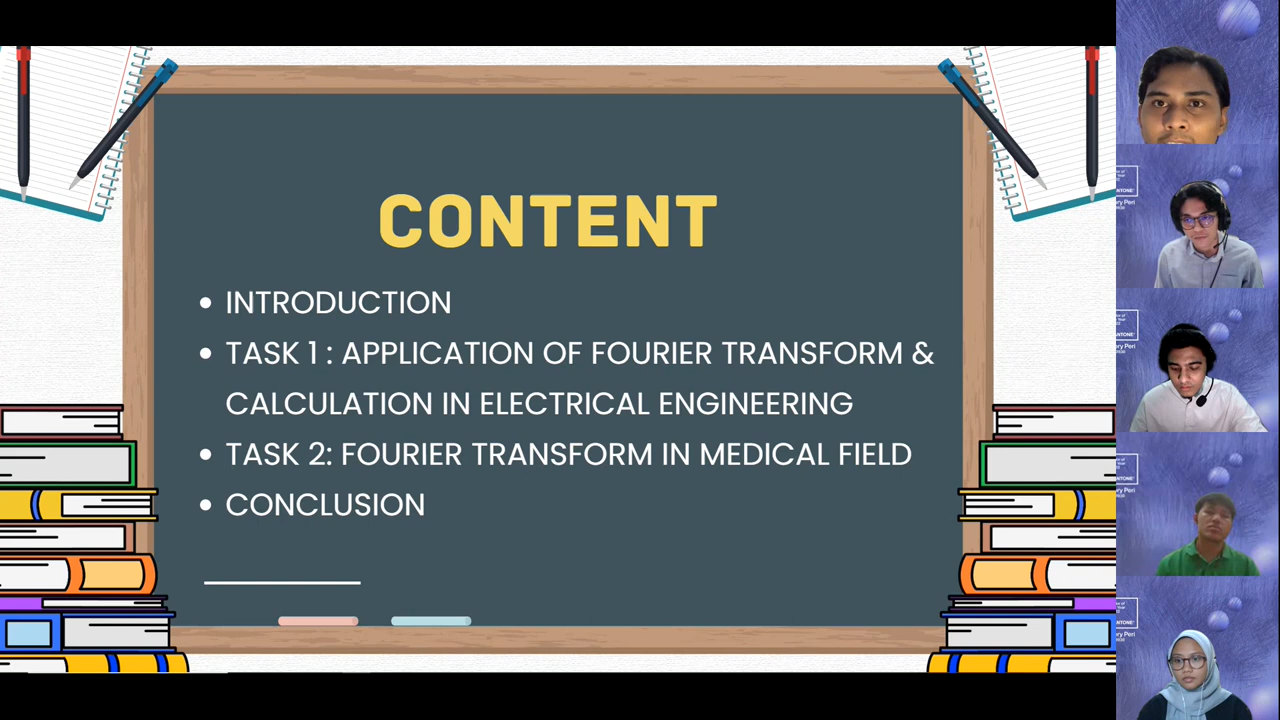 CONTENT
INTRODUCTION
TASK 1 : APPLICATION OF FOURIER TRANSFORM &
CALCULATION IN ELECTRICAL ENGINEERING
TASK 2: FOURIER TRANSFORM IN MEDICAL FIELD
CONCLUSION